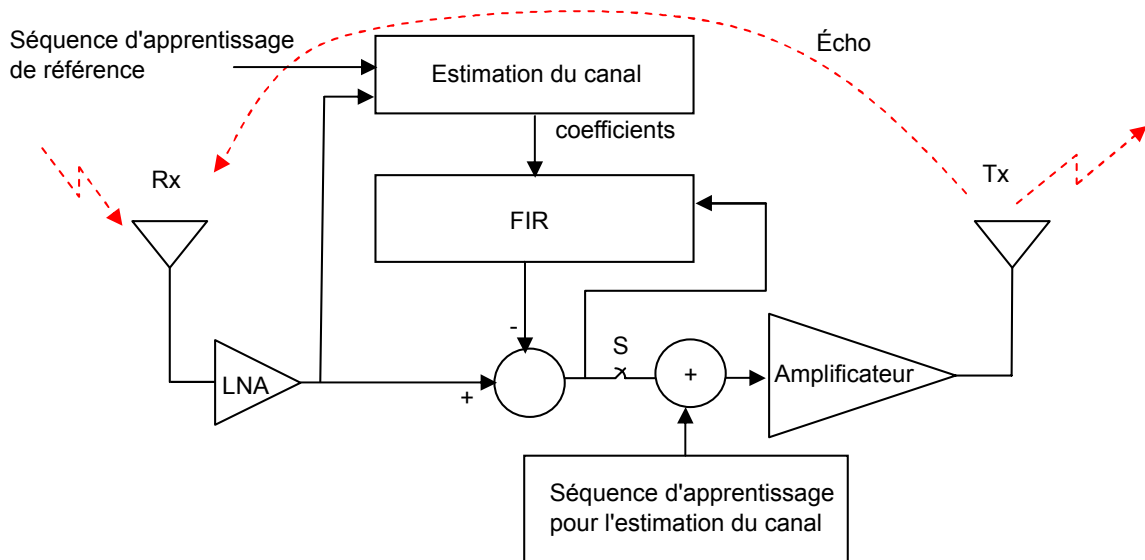 Séquence d'apprentissage
de référence
Écho
Estimation du canal
coefficients
Rx
Tx
FIR
-
S
LNA
+
+
Amplificateur
Séquence d'apprentissage
pour l'estimation du canal